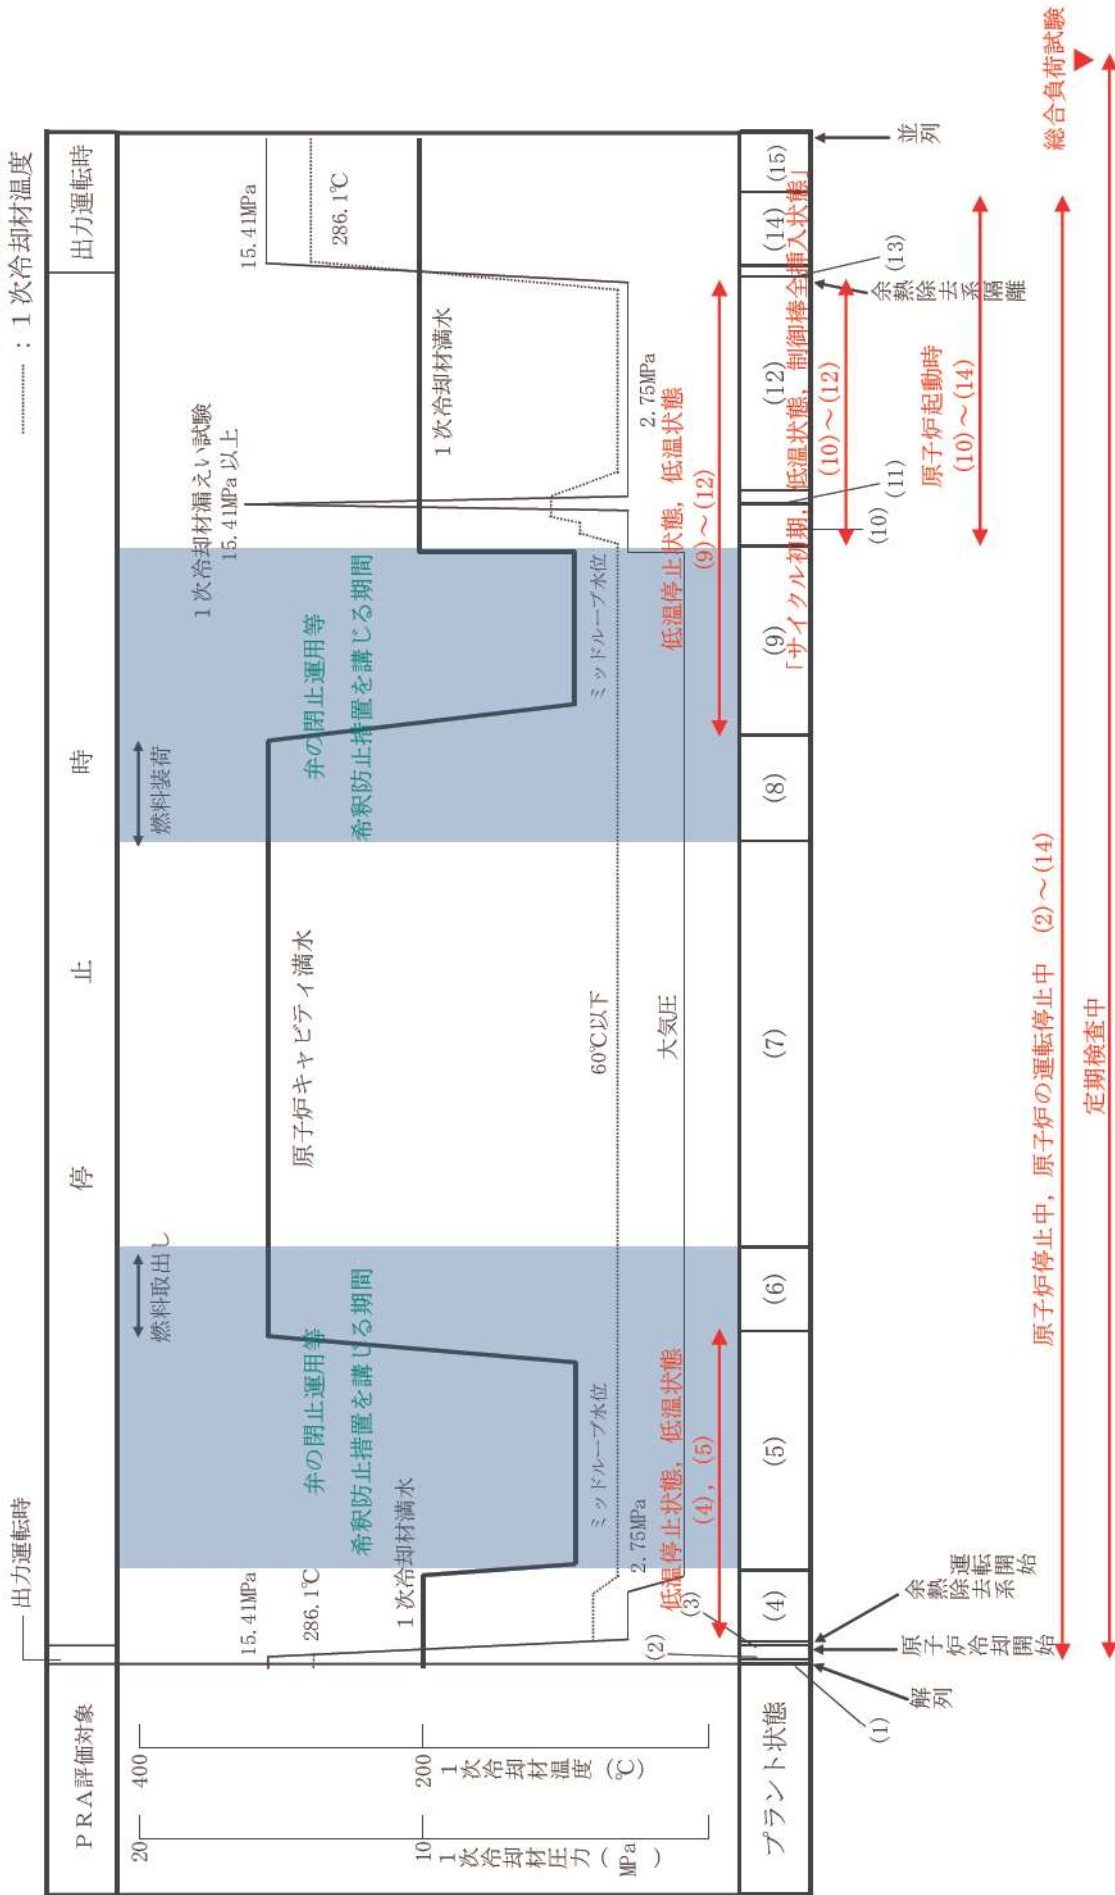 ............ : 1次冷却材温度
出力運転時
PRA評価対象
停止時
出力運転時
20
10
1次冷却材圧力(MPa)
400
200
1次冷却材温度(℃)
燃料取出し
燃料装荷
15.41MPa
286.1℃
1次冷却材満水
弁の閉止運用等
希釈防止措置を講じる期間
原子炉キャビティ満水
弁の閉止運用等
希釈防止措置を講じる期間
1次冷却材漏えい試験
15.41MPa以上
15.41MPa
286.1℃
1次冷却材満水
ミッドループ水位
60℃以下
ミッドループ水位
2.75MPa
大気圧
2.75MPa
低温停止状態，低温状態
(4)，(5)
低温停止状態，低温状態
(9)～(12)
プラント状態
(1)
(2)
(3)
(4)
(5)
(6)
(7)
(8)
(9)
(10)
(11)
(12)
(13)
(14)
(15)
「サイクル初期，低温状態，制御棒全挿入状態」
(10)～(12)
解列
原子炉冷却開始
余熱除去系運転開始
余熱除去系隔離
並列
原子炉起動時
(10)～(14)
原子炉停止中，原子炉の運転停止中 (2)～(14)
総合負荷試験
定期検査中